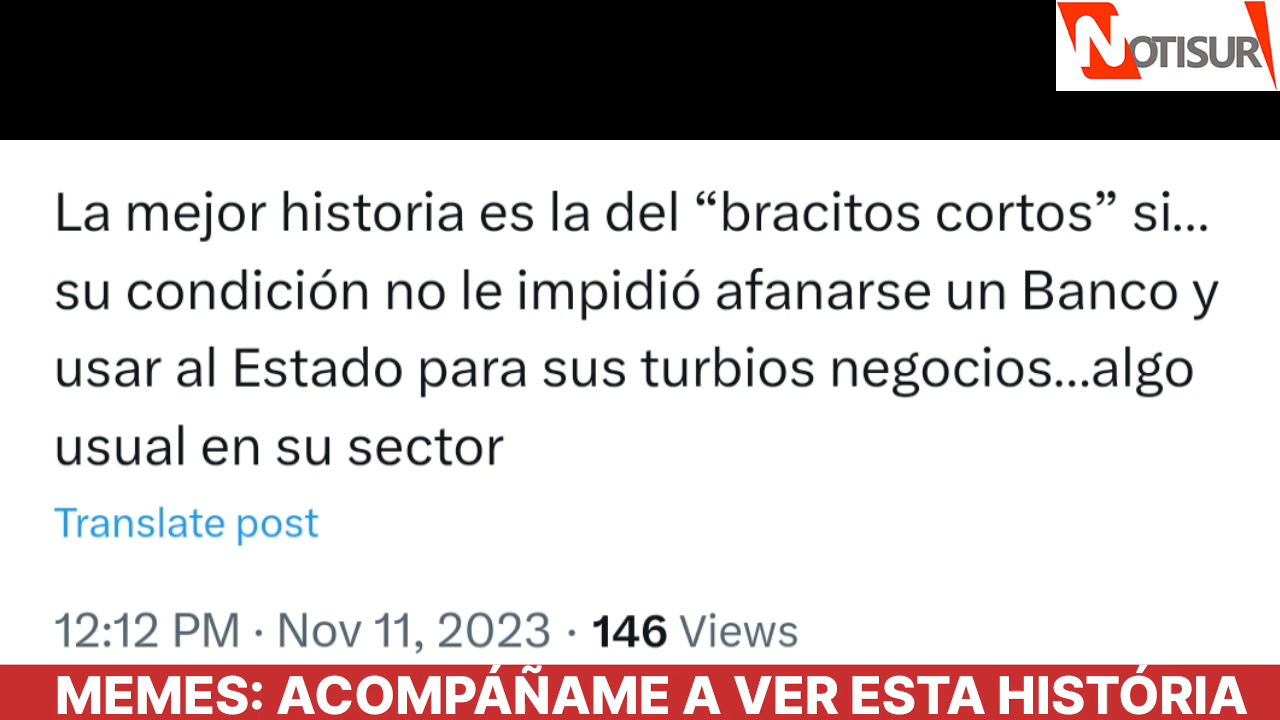 NOTISUR
La mejor historia es la del “bracitos cortos” si...
su condición no le impidió afanarse un Banco y
usar al Estado para sus turbios negocios...algo
usual en su sector
Translate post
12:12 PM · Nov 11, 2023 · 146 Views
MEMES: ACOMPÁÑAME A VER ESTA HISTÓRIA